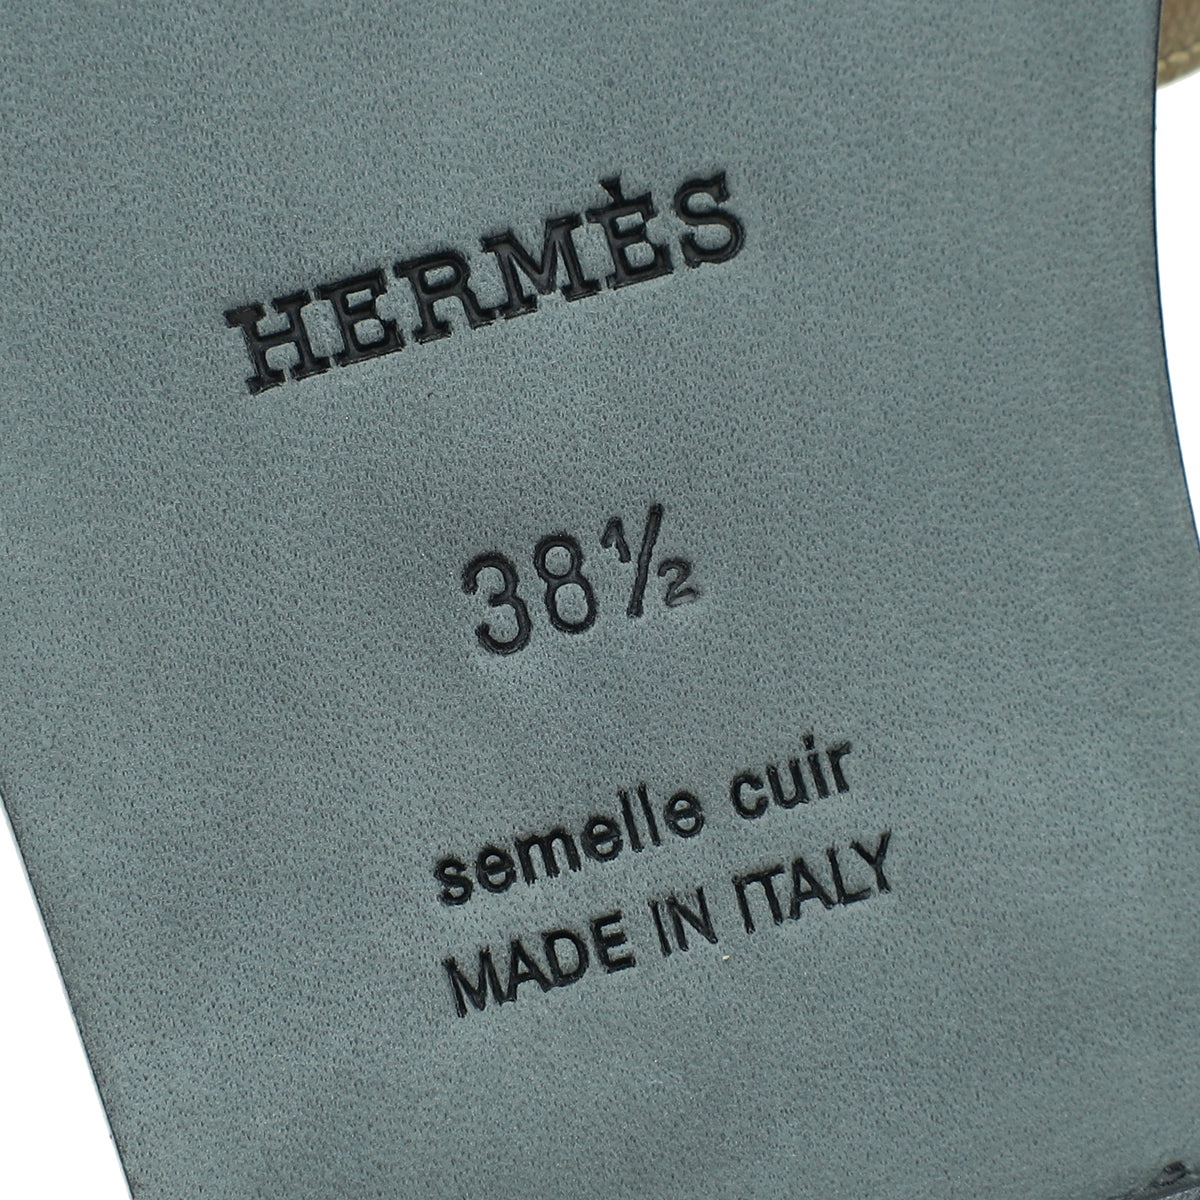 HERMÈS
38½
semelle cuir
MADE IN ITALY